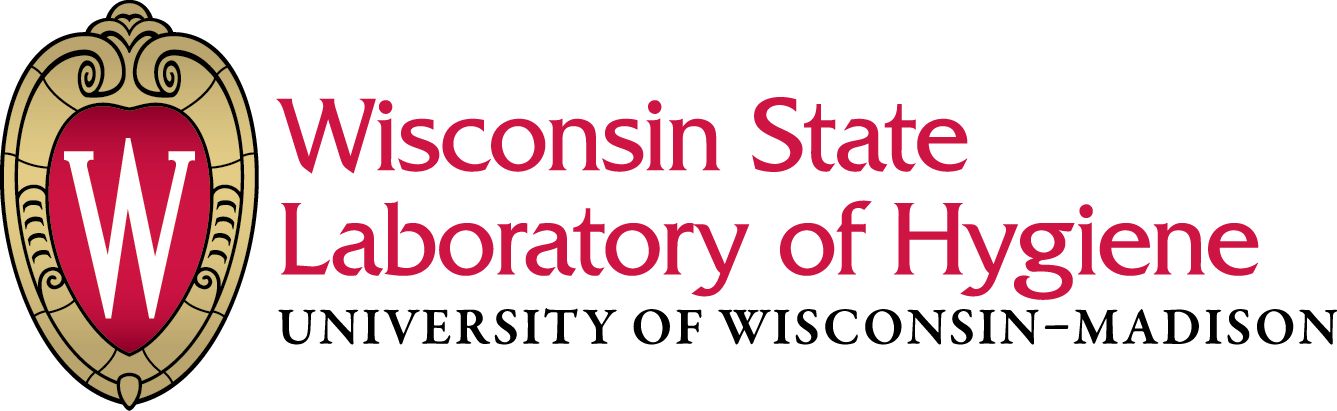 W
Wisconsin State
Laboratory of Hygiene
UNIVERSITY OF WISCONSIN–MADISON